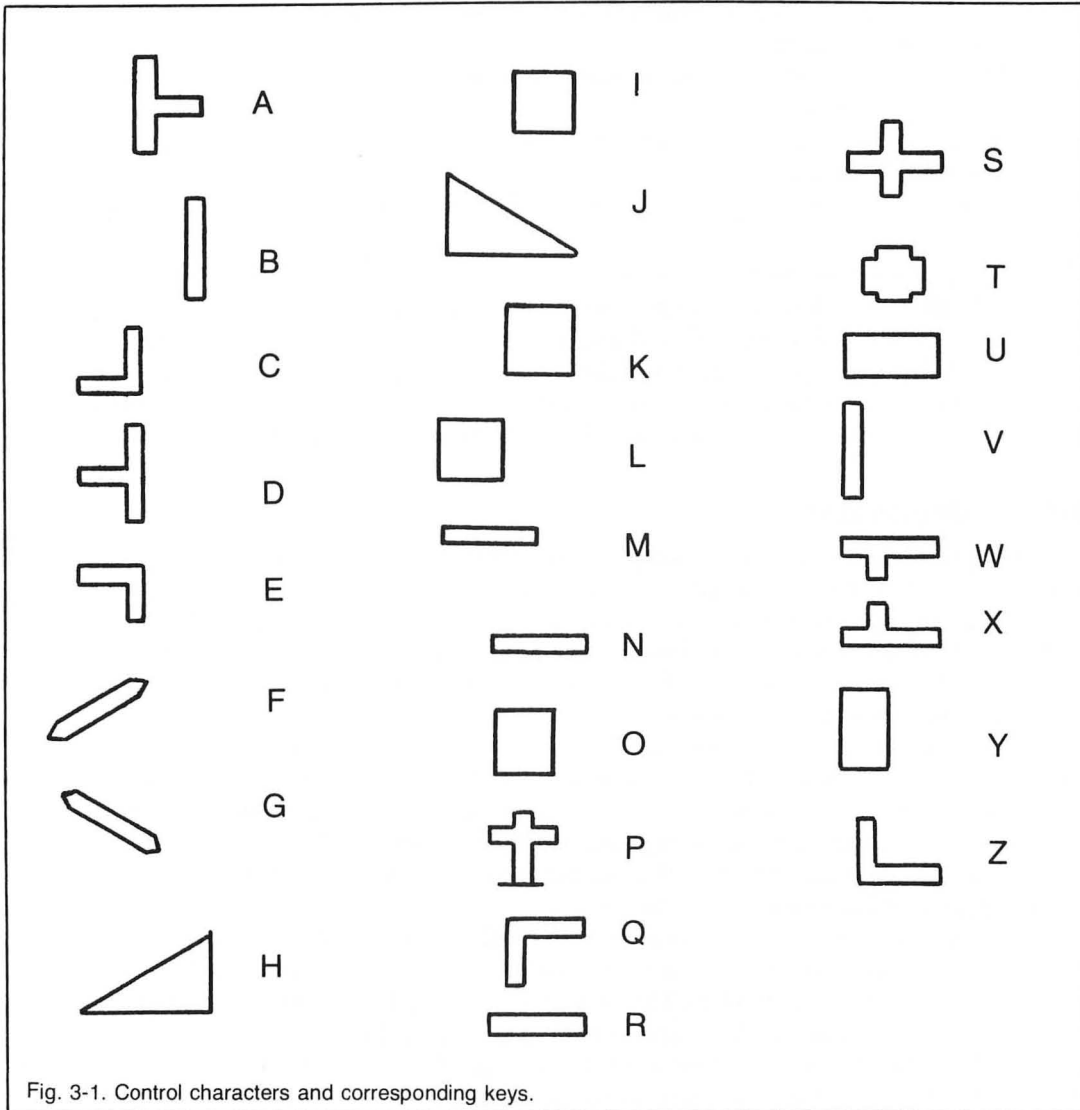 A
B
C
D
E
F
G
H
I
J
K
L
M
N
O
P
Q
R
S
T
U
V
W
X
Y
Z
Fig. 3-1. Control characters and corresponding keys.